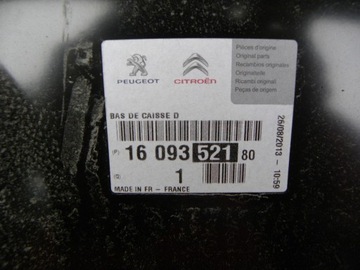 PEUGEOT
CITROËN
Pièces d'origine
Original parts
Recambios originales
Originalteile
Ricambi originali
Peças de origem
BAS DE CAISSE D
(P) 16 093 521 80
(Q) 1
MADE IN FR - FRANCE
26/08/2013 - 10:59